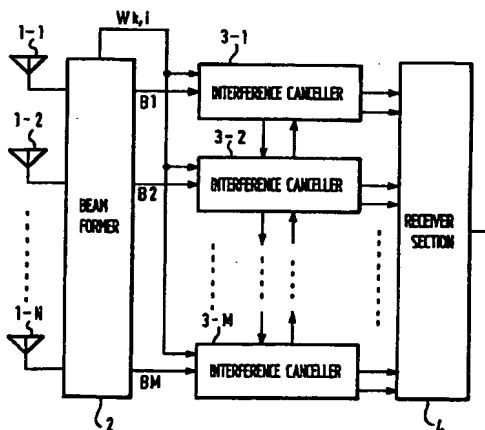 Wk,i
1-1
3-1
INTERFERENCE CANCELLER
B1
1-2
3-2
INTERFERENCE CANCELLER
B2
BEAM
FORMER
RECEIVER
SECTION
1-N
3-M
INTERFERENCE CANCELLER
BM
2
4